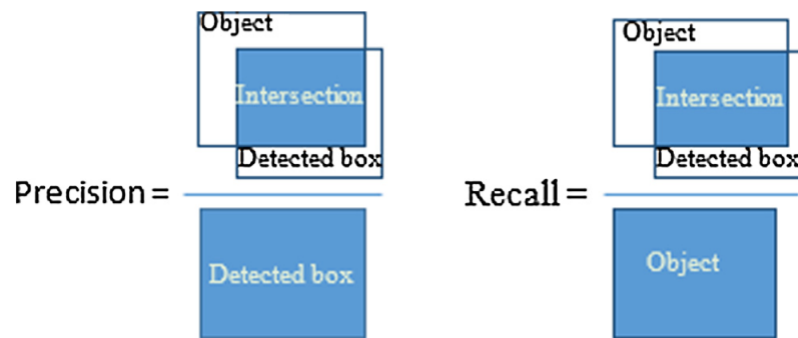 Object
Intersection
Detected box
Precision =
Detected box
Object
Intersection
Detected box
Recall =
Object